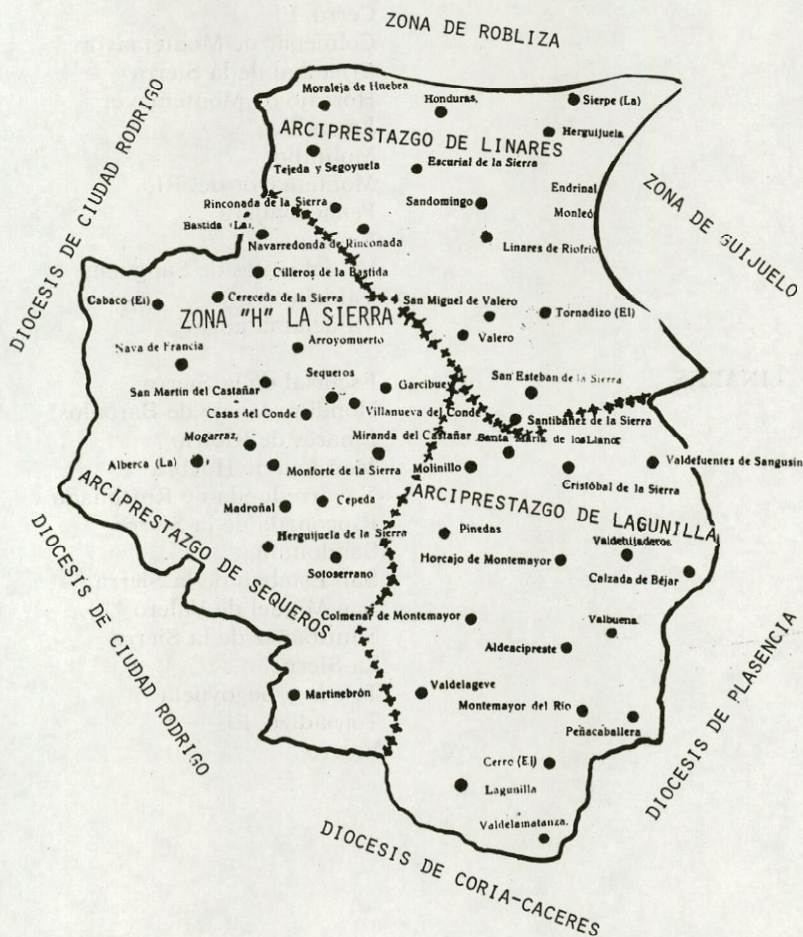 ZONA DE ROBLIZA
DIOCESIS DE CIUDAD RODRIGO
Moraleja de Huebra
Honduras,
Sierpe (La)
ARCIPRESTAZGO DE LINARES
Herguijuela
Tejeda y Segoyuela
Escurial de la Sierra
Endrinal
ZONA DE GUIJUELO
Rinconada de la Sierra
Sandomingo
Monleó
Bastida (La),
Navarredonda de Rinconada
Linares de Riofrio
Cilleros de la Bastida
Cabaco (El)
Cereceda de la Sierra
San Miguel de Valero
Tornadizo (El)
ZONA "H" LA SIERRA
Nava de Francia
Arroyomuerto
Valero
Sequeros
San Martín del Castañar
Garcibue
San Esteban de la Sierra
Casas del Conde
Villanueva del Conde
Santibáñez de la Sierra
Mogarraz,
Miranda del Castañar
Santa María de los Llanos
Alberca (La)
Monforte de la Sierra
Molinillo
Cristóbal de la Sierra
Valdefuentes de Sangusín
ARCIPRESTAZGO DE LAGUNILLA
Madroñal
Cepeda
Pinedas
Valdehijaderos
ARCIPRESTAZGO DE SEQUEROS
Herguijuela de la Sierra
Horcajo de Montemayor
Calzada de Béjar
Sotoserrano
DIOCESIS DE CIUDAD RODRIGO
Colmenar de Montemayor
Valbuena
Aldeacipreste
Martinebrón
Valdelageve
Montemayor del Río
Peñacaballera
DIOCESIS DE PLASENCIA
Cerro (El)
Lagunilla
Valdelamatanza.
DIOCESIS DE CORIA-CACERES
LINARES